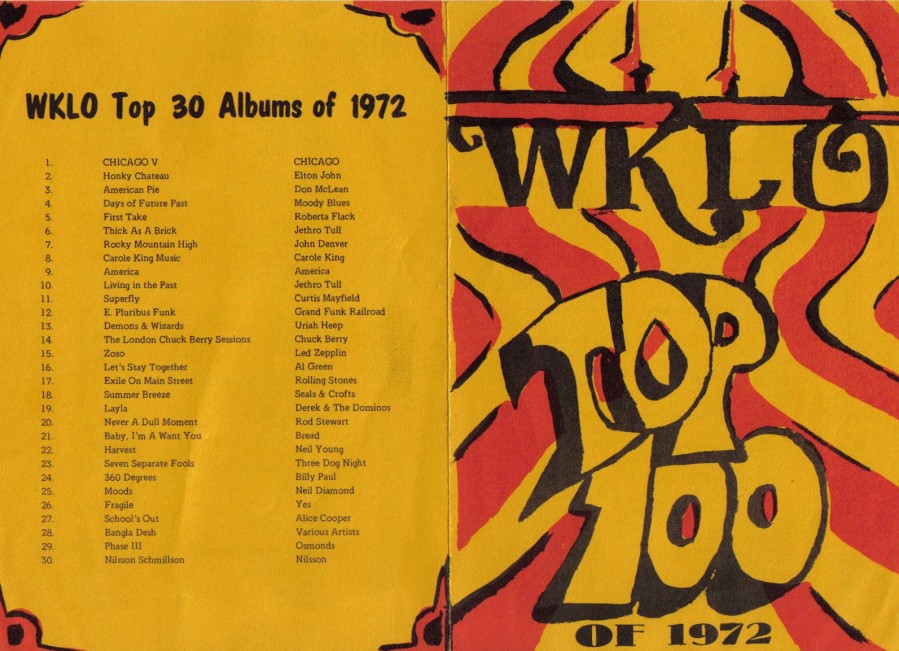 WKLO Top 30 Albums of 1972
1. CHICAGO V CHICAGO
2. Honky Chateau Elton John
3. American Pie Don McLean
4. Days of Future Past Moody Blues
5. First Take Roberta Flack
6. Thick As A Brick Jethro Tull
7. Rocky Mountain High John Denver
8. Carole King Music Carole King
9. America America
10. Living in the Past Jethro Tull
11. Superfly Curtis Mayfield
12. E. Pluribus Funk Grand Funk Railroad
13. Demons & Wizards Uriah Heep
14. The London Chuck Berry Sessions Chuck Berry
15. Zoso Led Zepplin
16. Let's Stay Together Al Green
17. Exile On Main Street Rolling Stones
18. Summer Breeze Seals & Crofts
19. Layla Derek & The Dominos
20. Never A Dull Moment Rod Stewart
21. Baby, I'm A Want You Bread
22. Harvest Neil Young
23. Seven Separate Fools Three Dog Night
24. 360 Degrees Billy Paul
25. Moods Neil Diamond
26. Fragile Yes
27. School's Out Alice Cooper
28. Bangla Desh Various Artists
29. Phase III Osmonds
30. Nilsson Schmillson Nilsson
WKLO
TOP
100
OF 1972